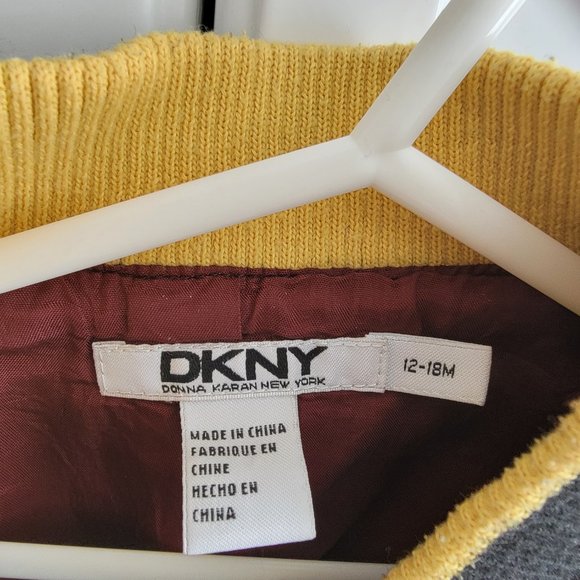 DKNY
DONNA KARAN NEW YORK
12-18M
MADE IN CHINA
FABRIQUE EN
CHINE
HECHO EN
CHINA